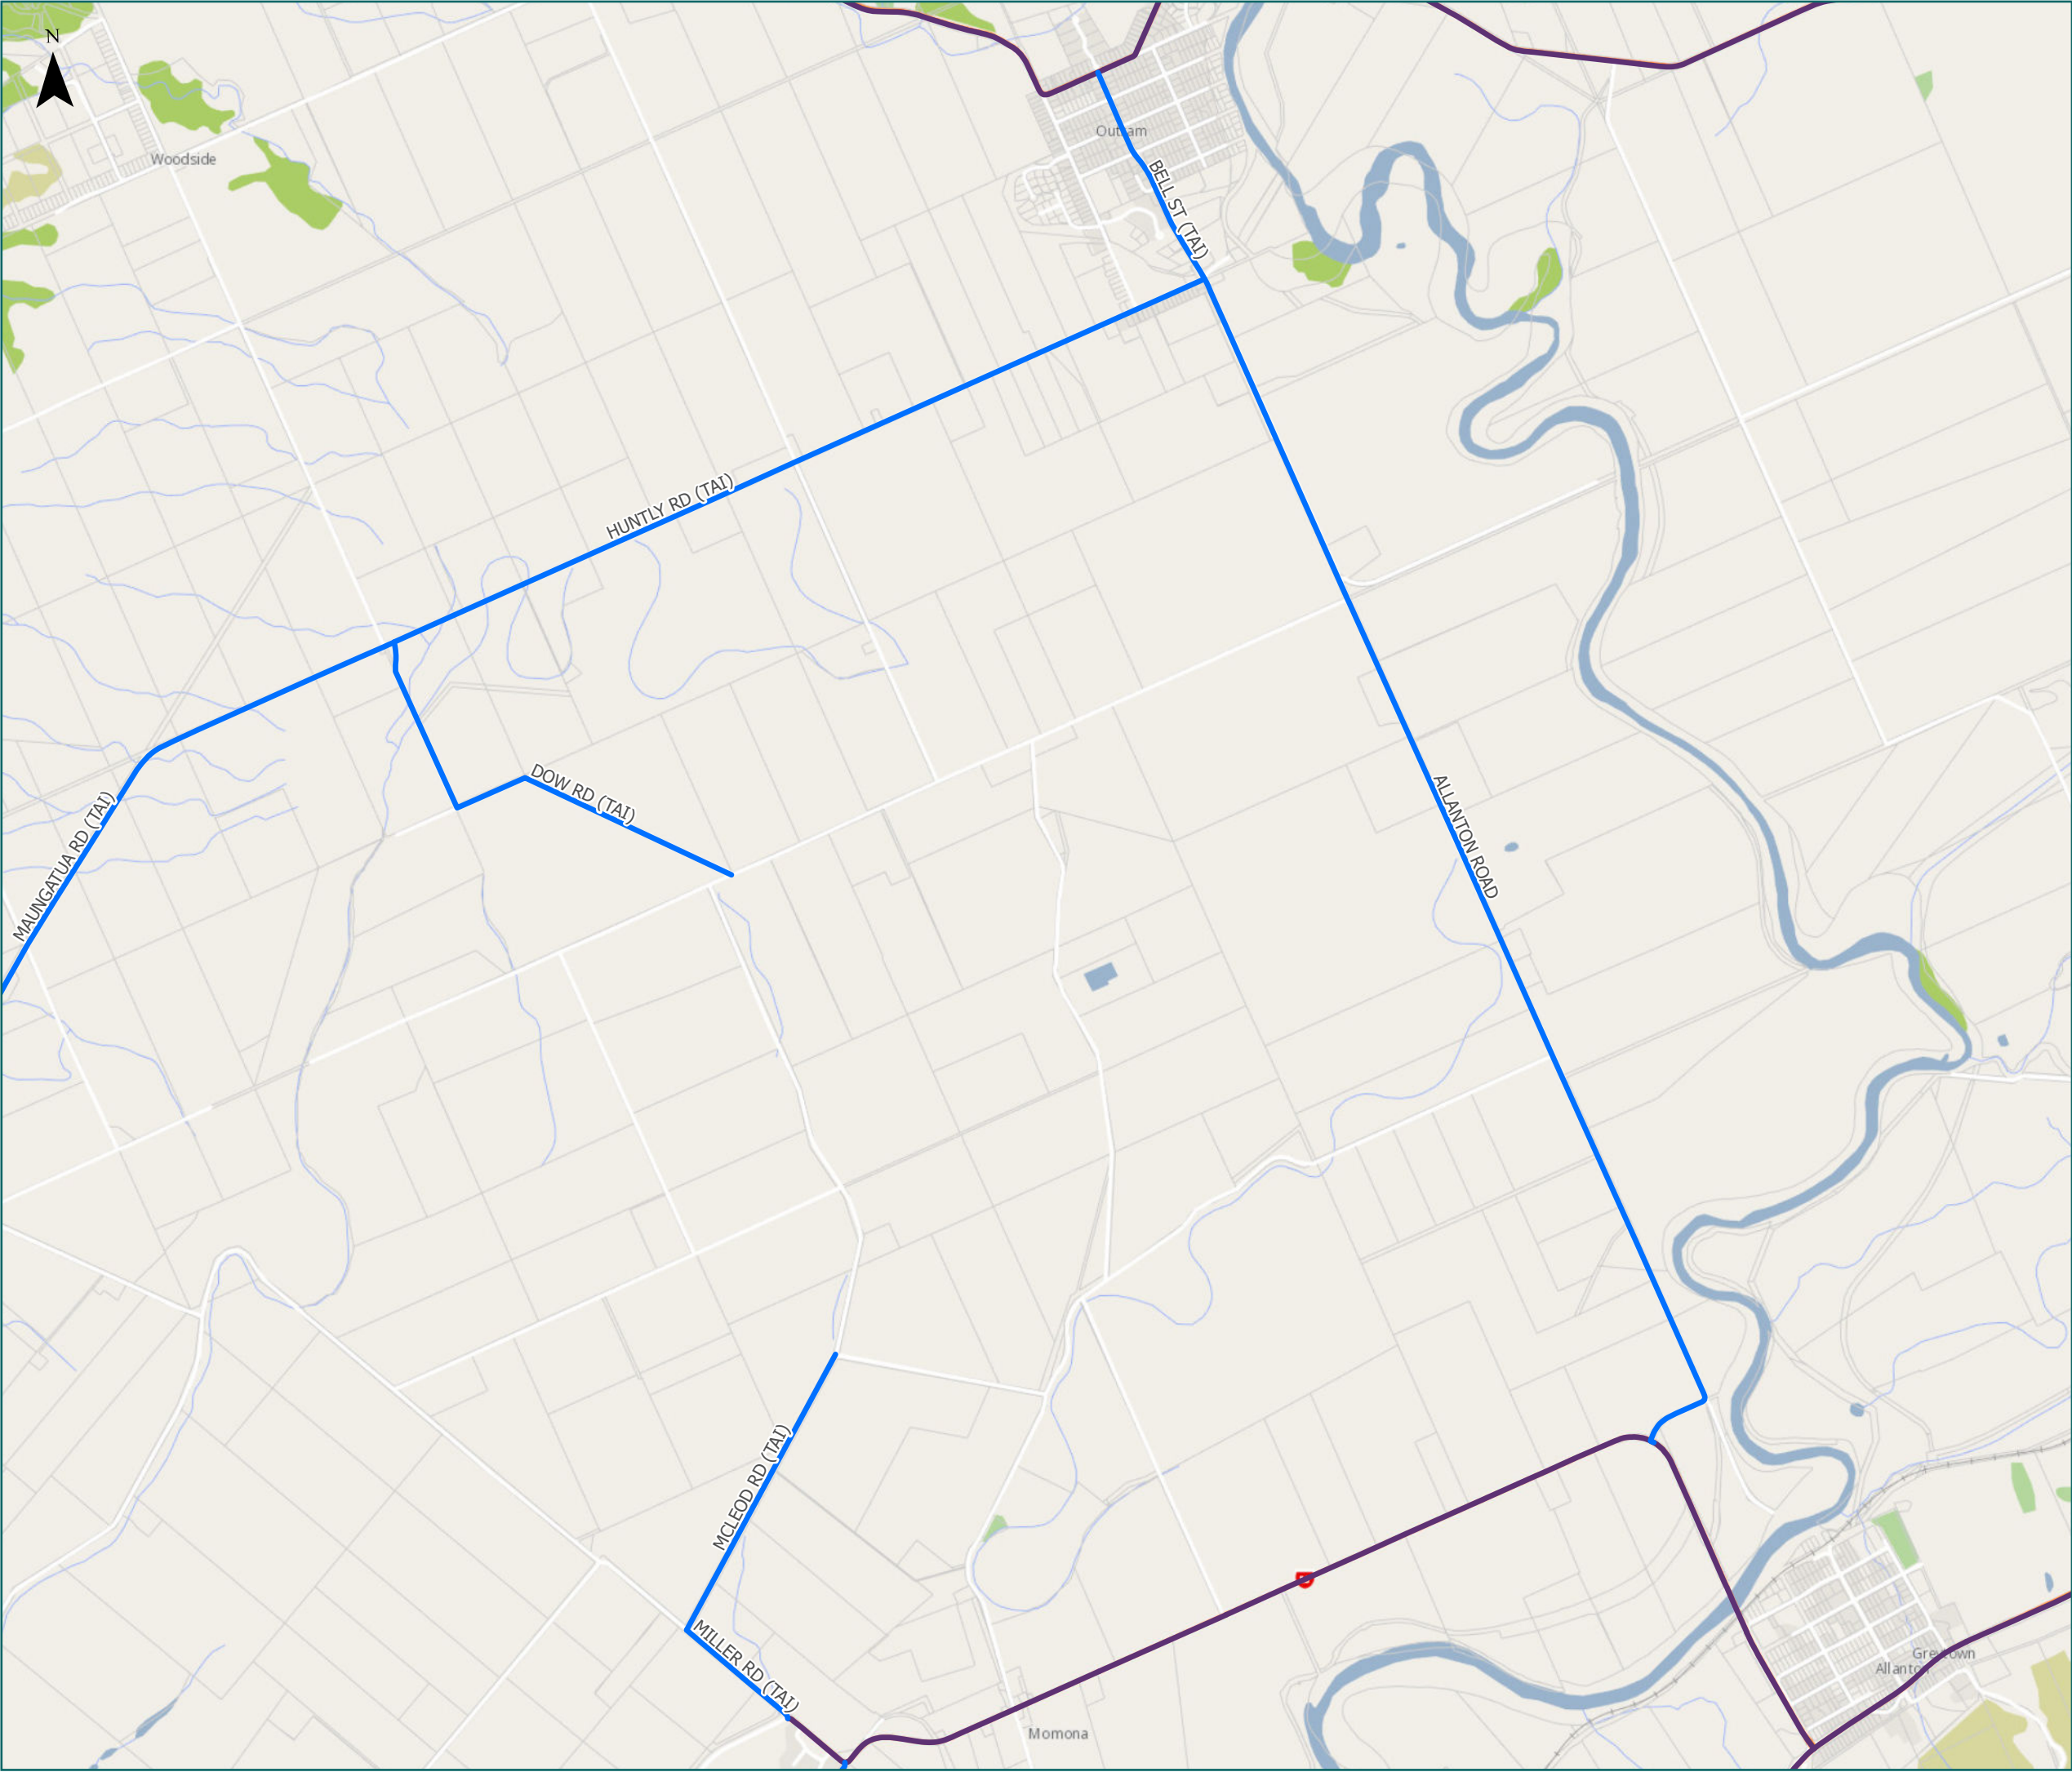 N
Woodside
Outram
BELL ST (TAI)
HUNTLY RD (TAI)
DOW RD (TAI)
MAUNGATUA RD (TAI)
ALLANTON ROAD
MCLEOD RD (TAI)
MILLER RD (TAI)
Momona
Greytown
Allanton